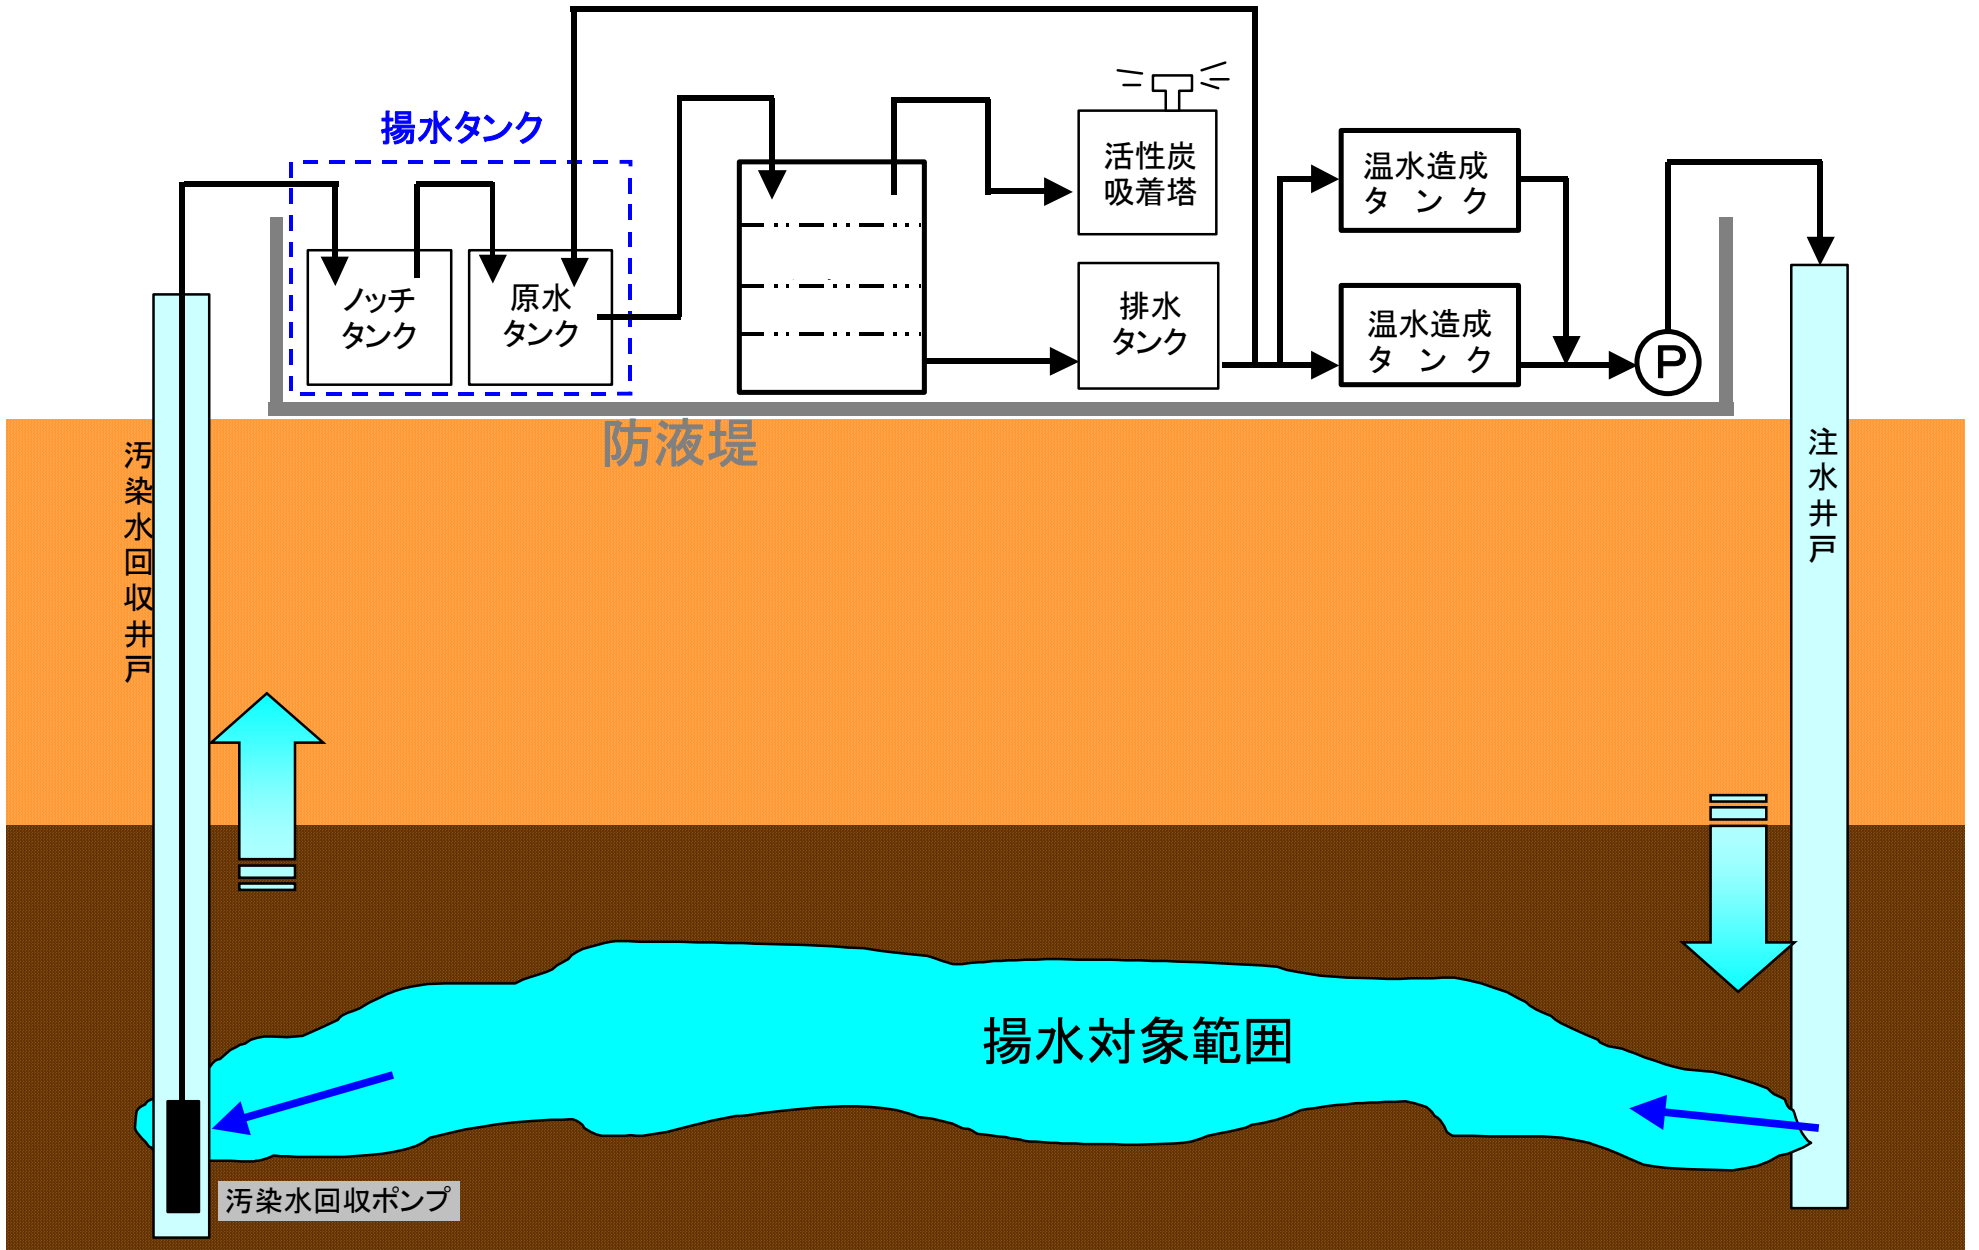 揚水タンク
ノッチ
タンク
原水
タンク
活性炭
吸着塔
排水
タンク
温水造成
タンク
温水造成
タンク
P
防液堤
汚染水回収井戸
注水井戸
揚水対象範囲
汚染水回収ポンプ